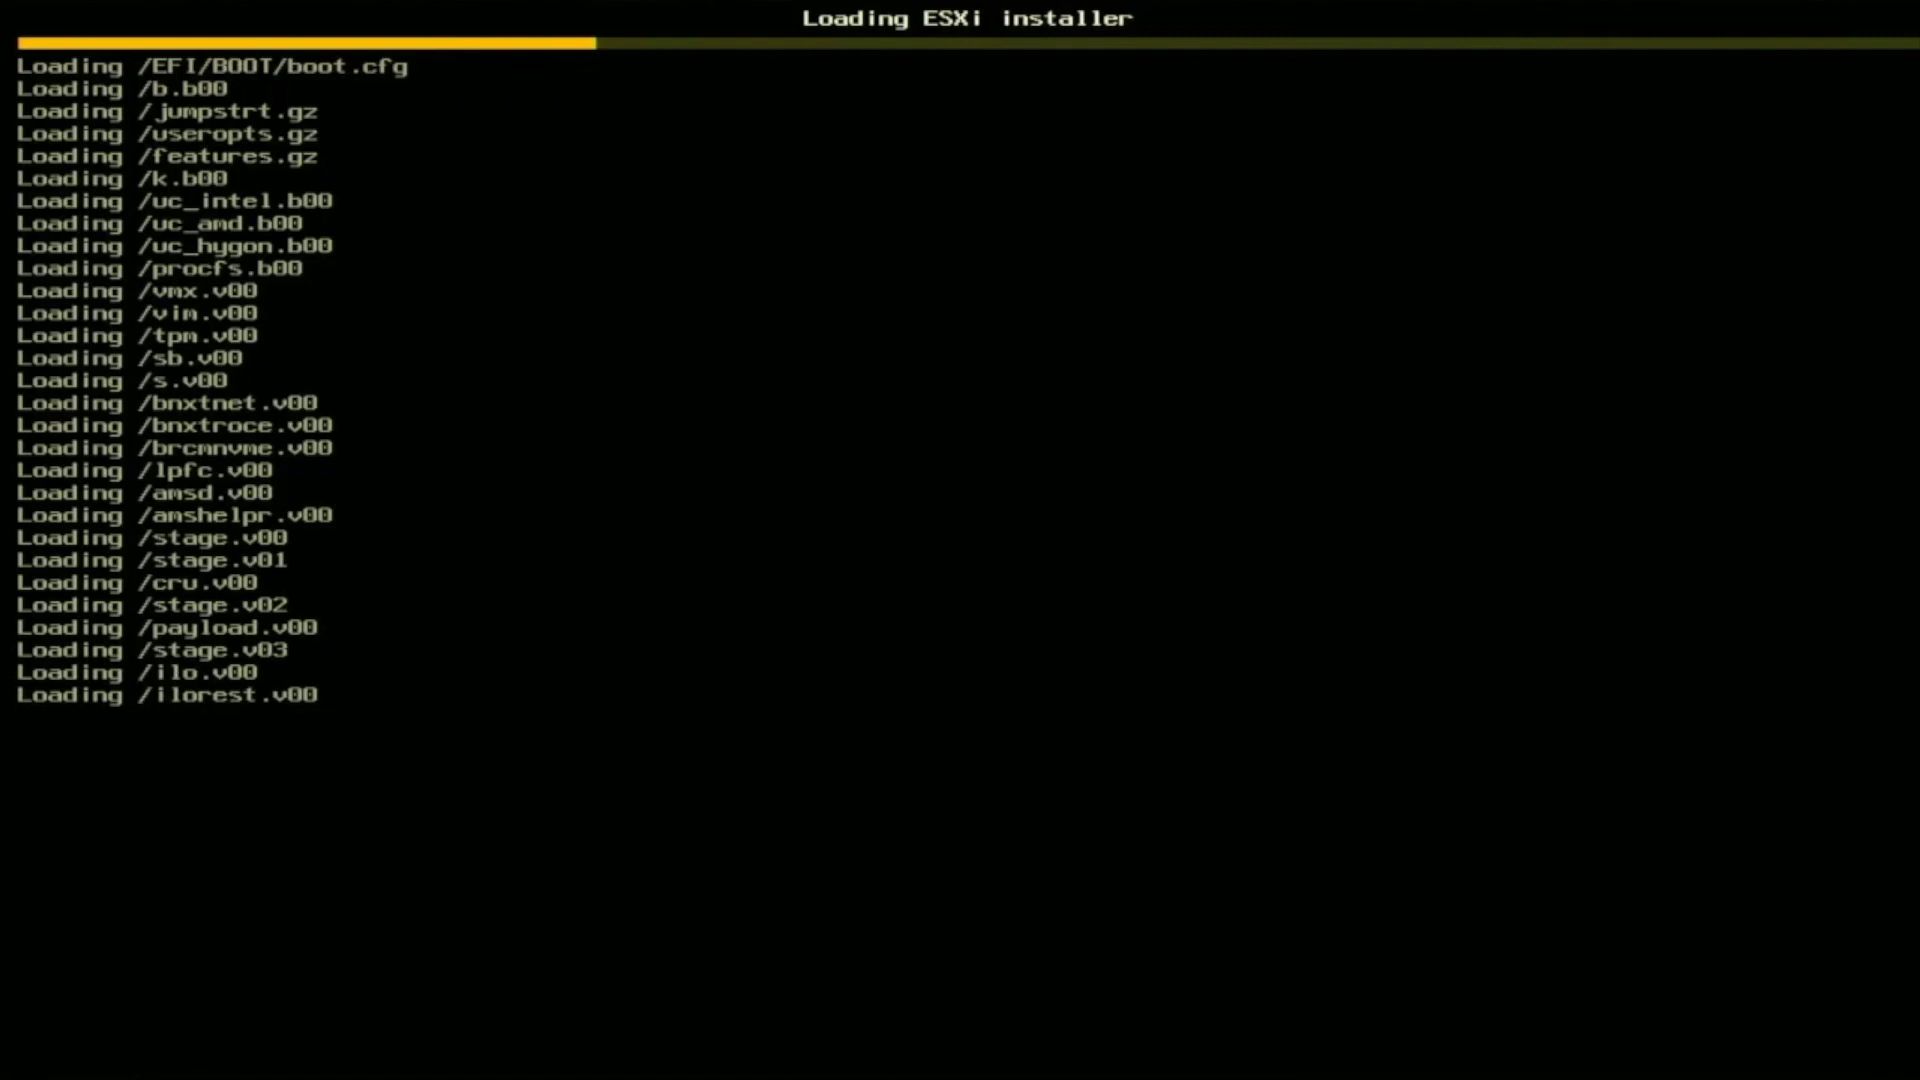 Loading ESXi installer
Loading /EFI/BOOT/boot.cfg
Loading /b.b00
Loading /jumpstrt.gz
Loading /useropts.gz
Loading /features.gz
Loading /k.b00
Loading /uc_intel.b00
Loading /uc_amd.b00
Loading /uc_hygon.b00
Loading /procfs.b00
Loading /vmx.v00
Loading /vim.v00
Loading /tpm.v00
Loading /sb.v00
Loading /s.v00
Loading /bnxtnet.v00
Loading /bnxtroce.v00
Loading /brcmnvme.v00
Loading /lpfc.v00
Loading /amsd.v00
Loading /amshelpr.v00
Loading /stage.v00
Loading /stage.v01
Loading /cru.v00
Loading /stage.v02
Loading /payload.v00
Loading /stage.v03
Loading /ilo.v00
Loading /ilorest.v00